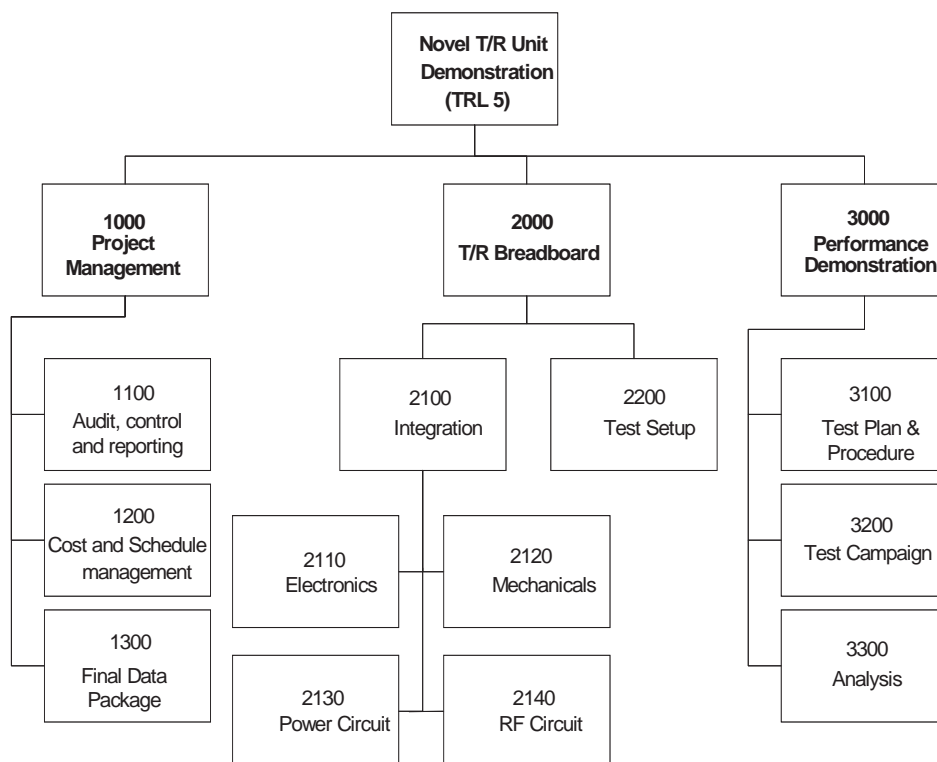 Novel T/R Unit
Demonstration
(TRL 5)
1000
Project
Management
2000
T/R Breadboard
3000
Performance
Demonstration
1100
Audit, control
and reporting
1200
Cost and Schedule
management
1300
Final Data
Package
2100
Integration
2200
Test Setup
2110
Electronics
2120
Mechanicals
2130
Power Circuit
2140
RF Circuit
3100
Test Plan &
Procedure
3200
Test Campaign
3300
Analysis